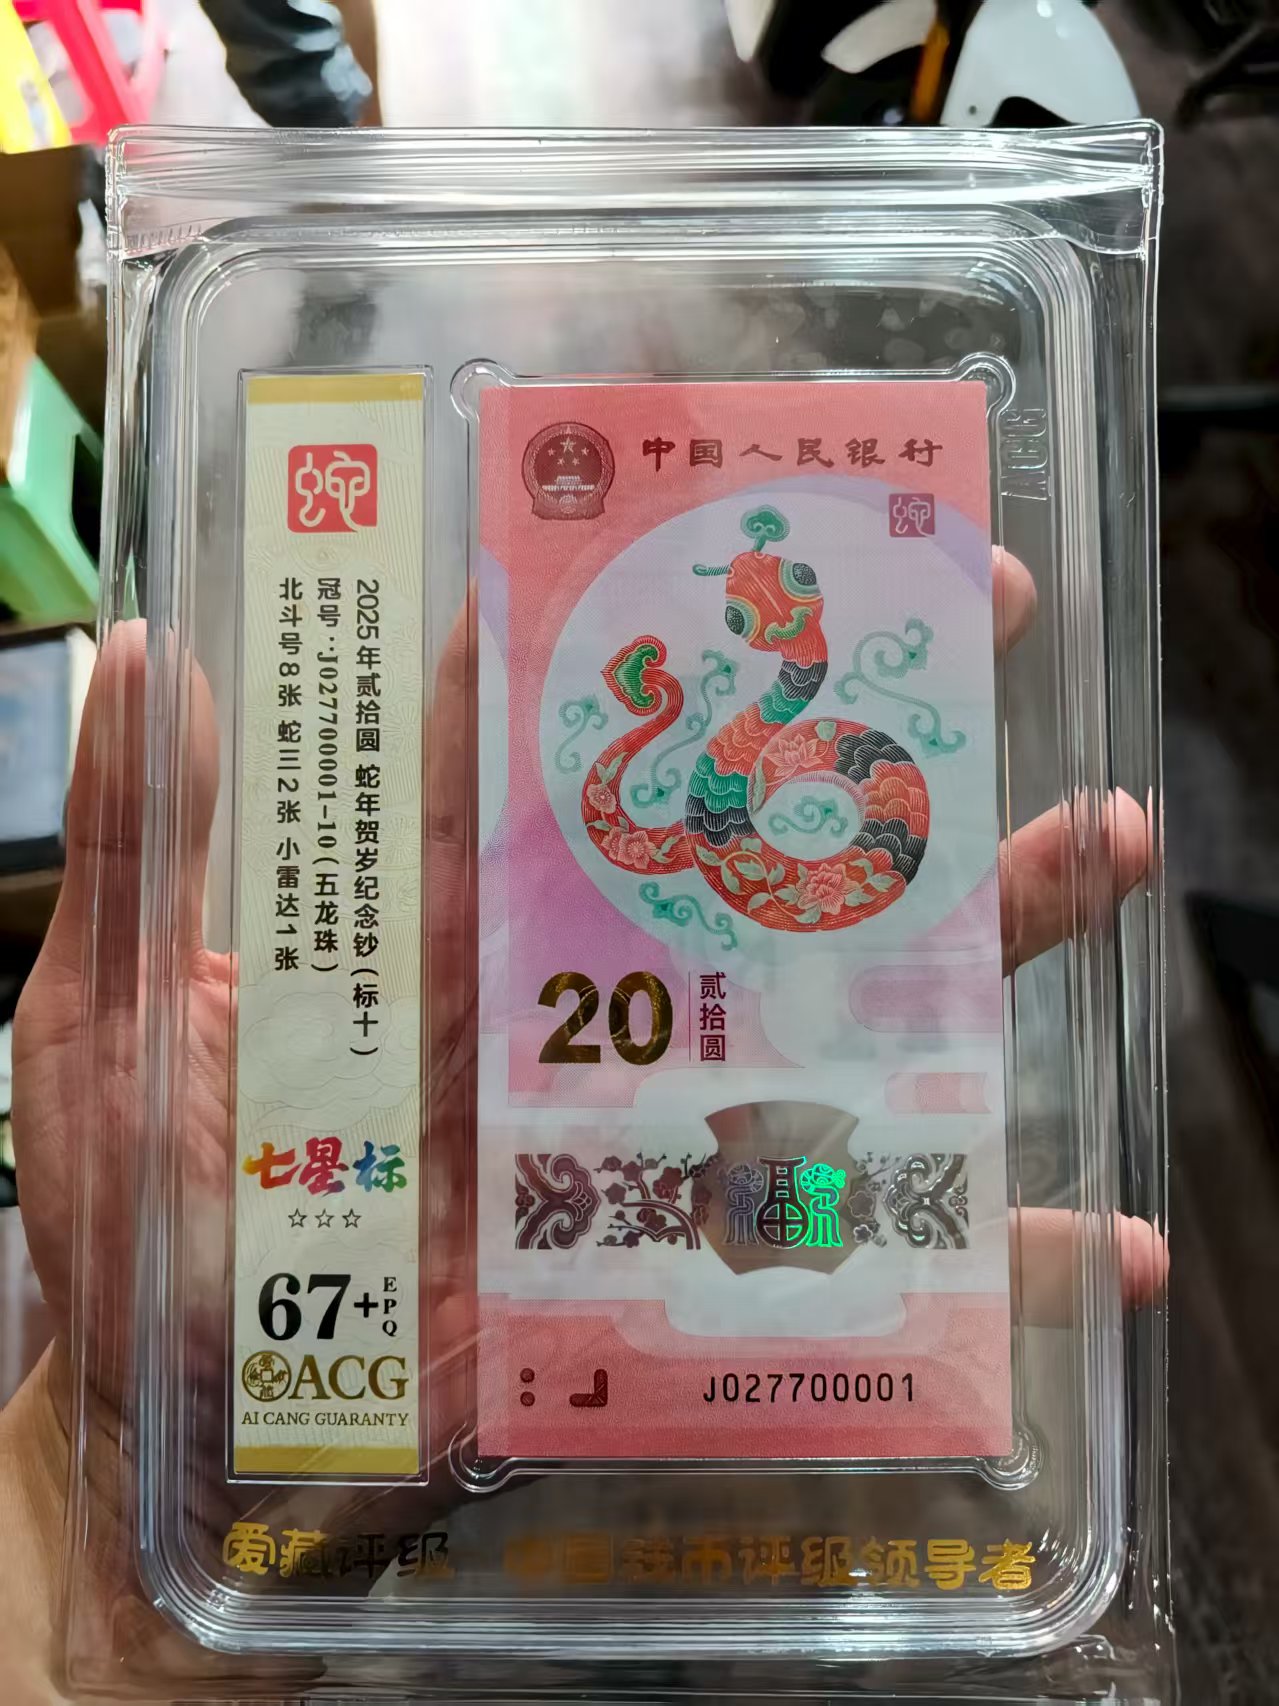 蛇
2025年贰拾圆 蛇年贺岁纪念钞(标十)
冠号:J027700001-10(五龙珠)
北斗号8张 蛇三2张 小雷达1张
七星标
☆☆☆
67+
EPQ
ACG
AI CANG GUARANTY
中国人民银行
蛇
20
贰拾圆
福
J027700001
爱藏评级 中国钱币评级领导者